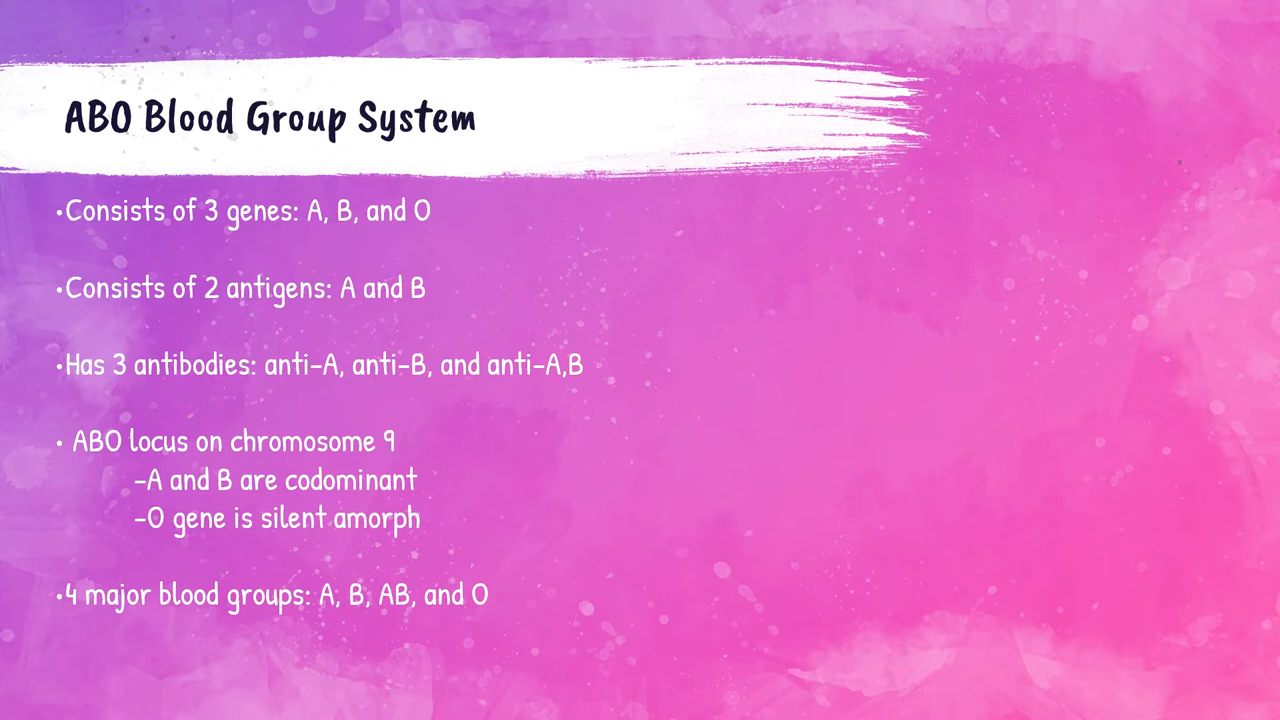 ABO Blood Group System
•Consists of 3 genes: A, B, and O
•Consists of 2 antigens: A and B
•Has 3 antibodies: anti-A, anti-B, and anti-A,B
• ABO locus on chromosome 9
-A and B are codominant
-O gene is silent amorph
•4 major blood groups: A, B, AB, and O